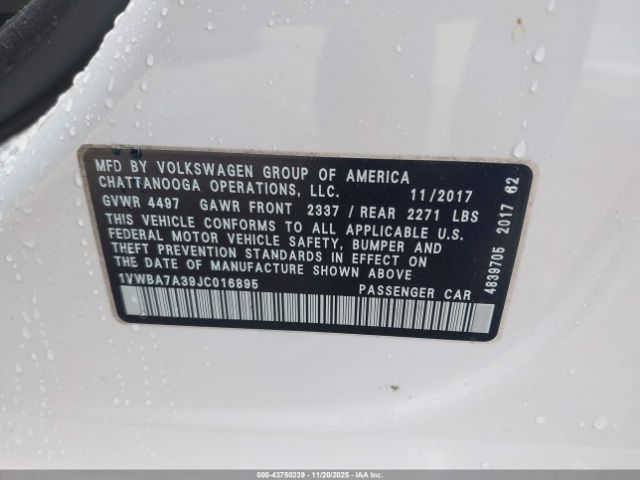 MFD BY VOLKSWAGEN GROUP OF AMERICA
CHATTANOOGA OPERATIONS, LLC. 11/2017
GVWR 4497 GAWR FRONT 2337 / REAR 2271 LBS
THIS VEHICLE CONFORMS TO ALL APPLICABLE U.S.
FEDERAL MOTOR VEHICLE SAFETY, BUMPER AND
THEFT PREVENTION STANDARDS IN EFFECT ON
THE DATE OF MANUFACTURE SHOWN ABOVE
1VWBA7A39JC016895 PASSENGER CAR
4839705 2017 62
000-43750239 - 11/20/2025 - IAAI.COM